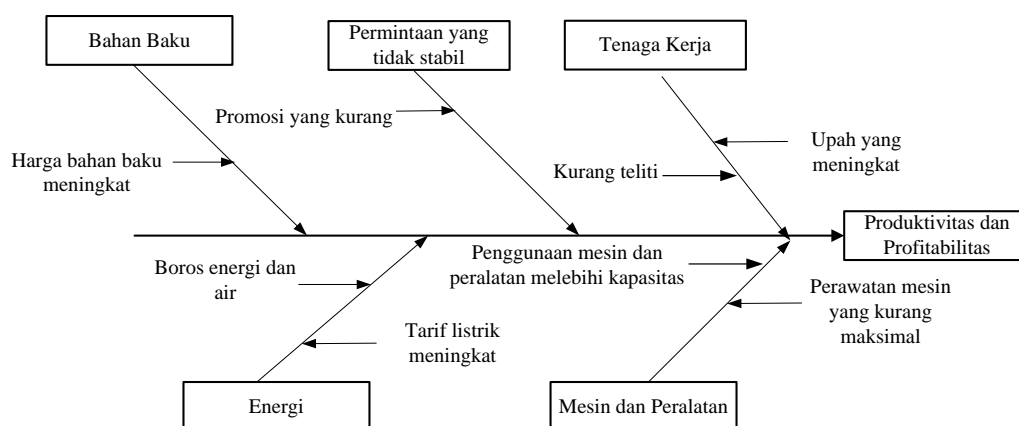 Bahan Baku
Permintaan yang
tidak stabil
Tenaga Kerja
Promosi yang kurang
Harga bahan baku
meningkat
Kurang teliti
Upah yang
meningkat
Produktivitas dan
Profitabilitas
Boros energi dan
air
Penggunaan mesin dan
peralatan melebihi kapasitas
Perawatan mesin
yang kurang
maksimal
Tarif listrik
meningkat
Energi
Mesin dan Peralatan